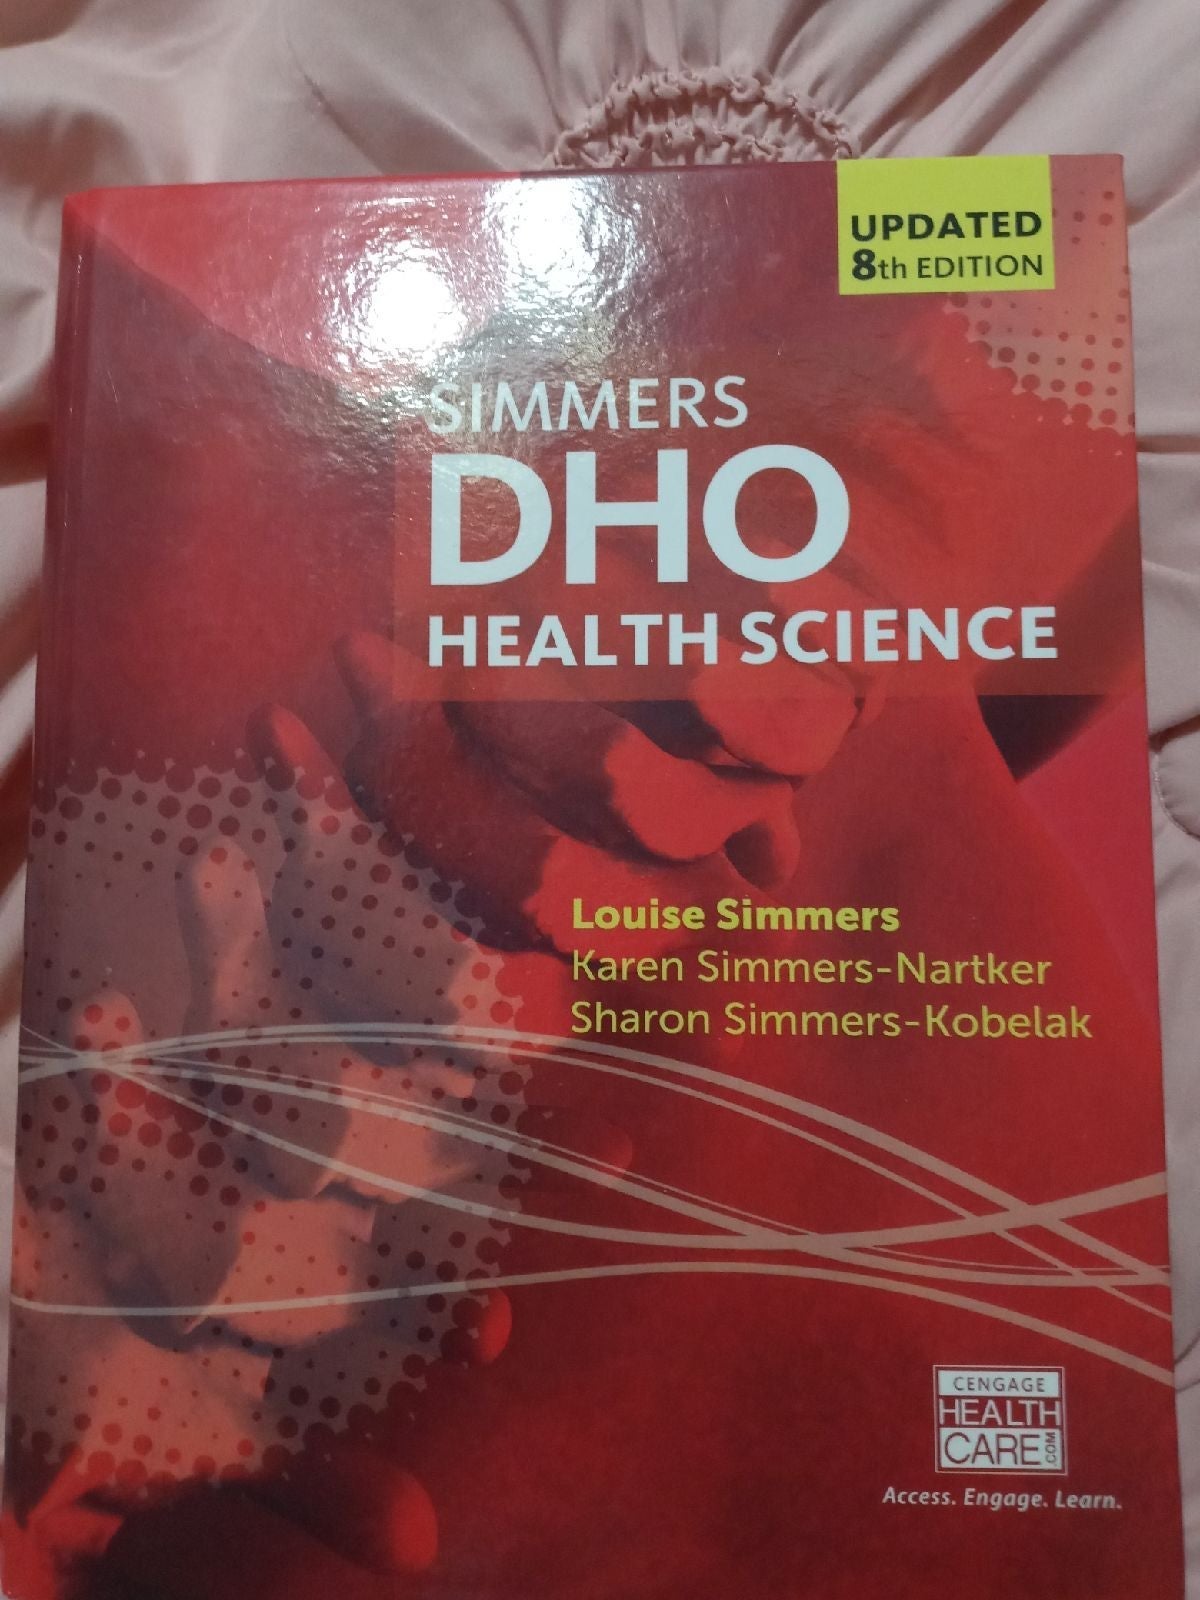 UPDATED
8th EDITION
SIMMERS
DHO
HEALTH SCIENCE
Louise Simmers
Karen Simmers-Nartker
Sharon Simmers-Kobelak
CENGAGE
HEALTH
CARE.COM
Access. Engage. Learn.